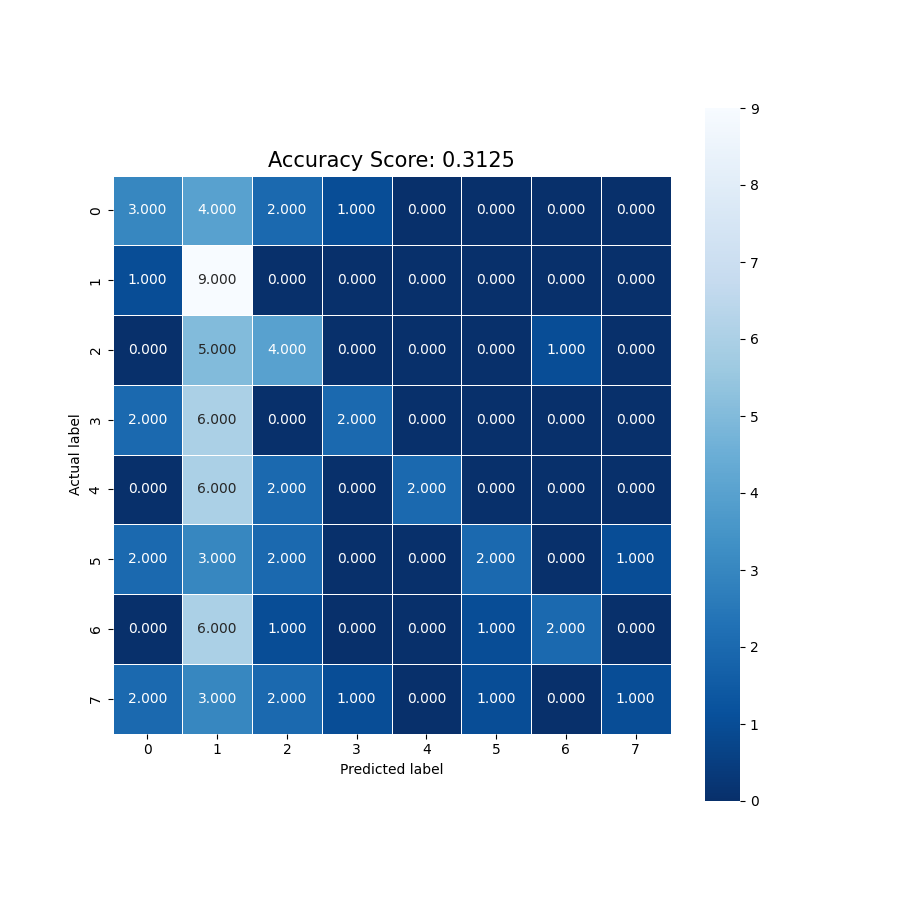 Accuracy Score: 0.3125
0 3.000 4.000 2.000 1.000 0.000 0.000 0.000 0.000
1 1.000 9.000 0.000 0.000 0.000 0.000 0.000 0.000
2 0.000 5.000 4.000 0.000 0.000 0.000 1.000 0.000
3 2.000 6.000 0.000 2.000 0.000 0.000 0.000 0.000
4 0.000 6.000 2.000 0.000 2.000 0.000 0.000 0.000
5 2.000 3.000 2.000 0.000 0.000 2.000 0.000 1.000
6 0.000 6.000 1.000 0.000 0.000 1.000 2.000 0.000
7 2.000 3.000 2.000 1.000 0.000 1.000 0.000 1.000
0 1 2 3 4 5 6 7
Predicted label
Actual label
9
8
7
6
5
4
3
2
1
0